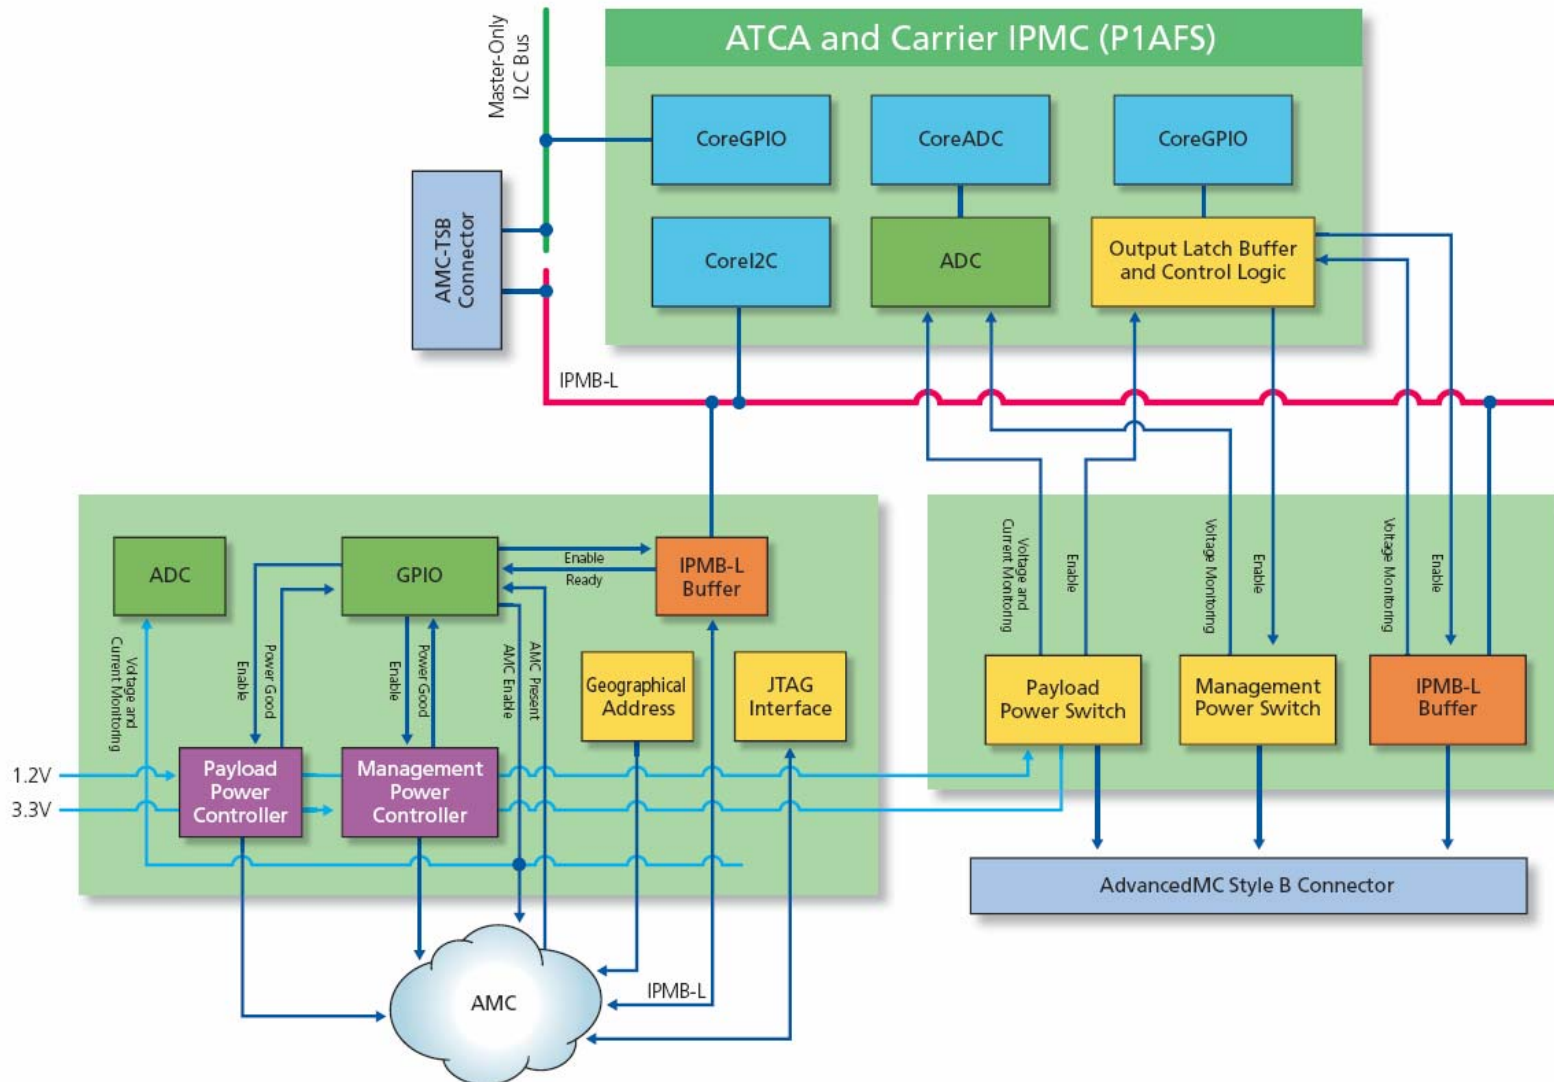 Master-Only
I2C Bus
ATCA and Carrier IPMC (P1AFS)
CoreGPIO
CoreADC
CoreGPIO
AMC-TSB
Connector
CoreI2C
ADC
Output Latch Buffer
and Control Logic
IPMB-L
ADC
GPIO
Enable
Ready
IPMB-L
Buffer
Voltage and
Current Monitoring
Enable
Power Good
Enable
Power Good
AMC Enable
AMC Present
Geographical
Address
JTAG
Interface
Voltage and
Current Monitoring
Enable
Voltage Monitoring
Enable
Voltage Monitoring
Enable
Payload
Power Switch
Management
Power Switch
IPMB-L
Buffer
1.2V
3.3V
Payload
Power
Controller
Management
Power
Controller
AdvancedMC Style B Connector
AMC
IPMB-L